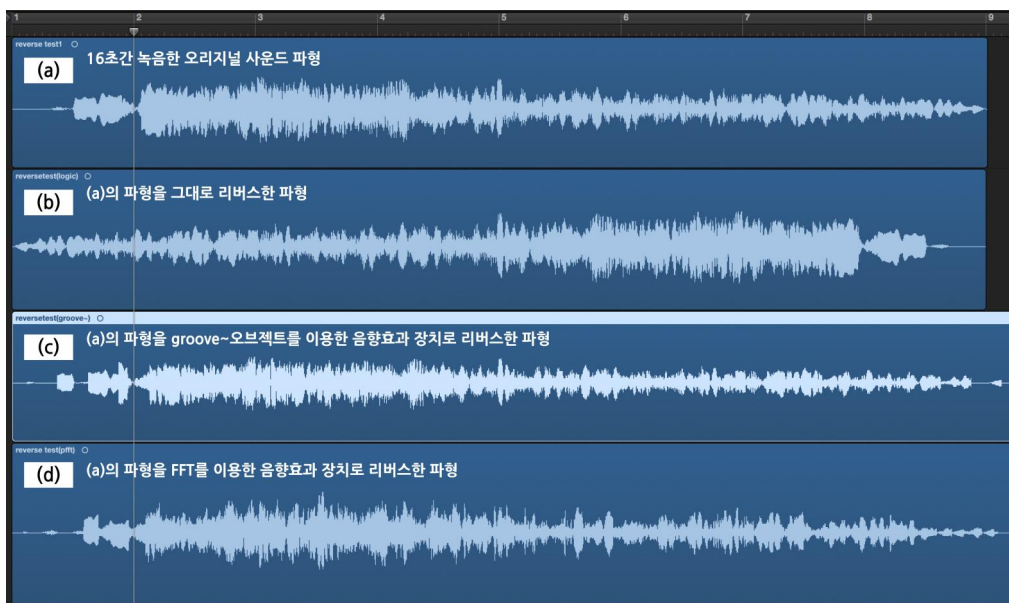 1 2 3 4 5 6 7 8 9
reverse test1
(a) 16초간 녹음한 오리지널 사운드 파형
reversetest(logic)
(b) (a)의 파형을 그대로 리버스한 파형
reversetest(groove~)
(c) (a)의 파형을 groove~오브젝트를 이용한 음향효과 장치로 리버스한 파형
reverse test(pfft)
(d) (a)의 파형을 FFT를 이용한 음향효과 장치로 리버스한 파형